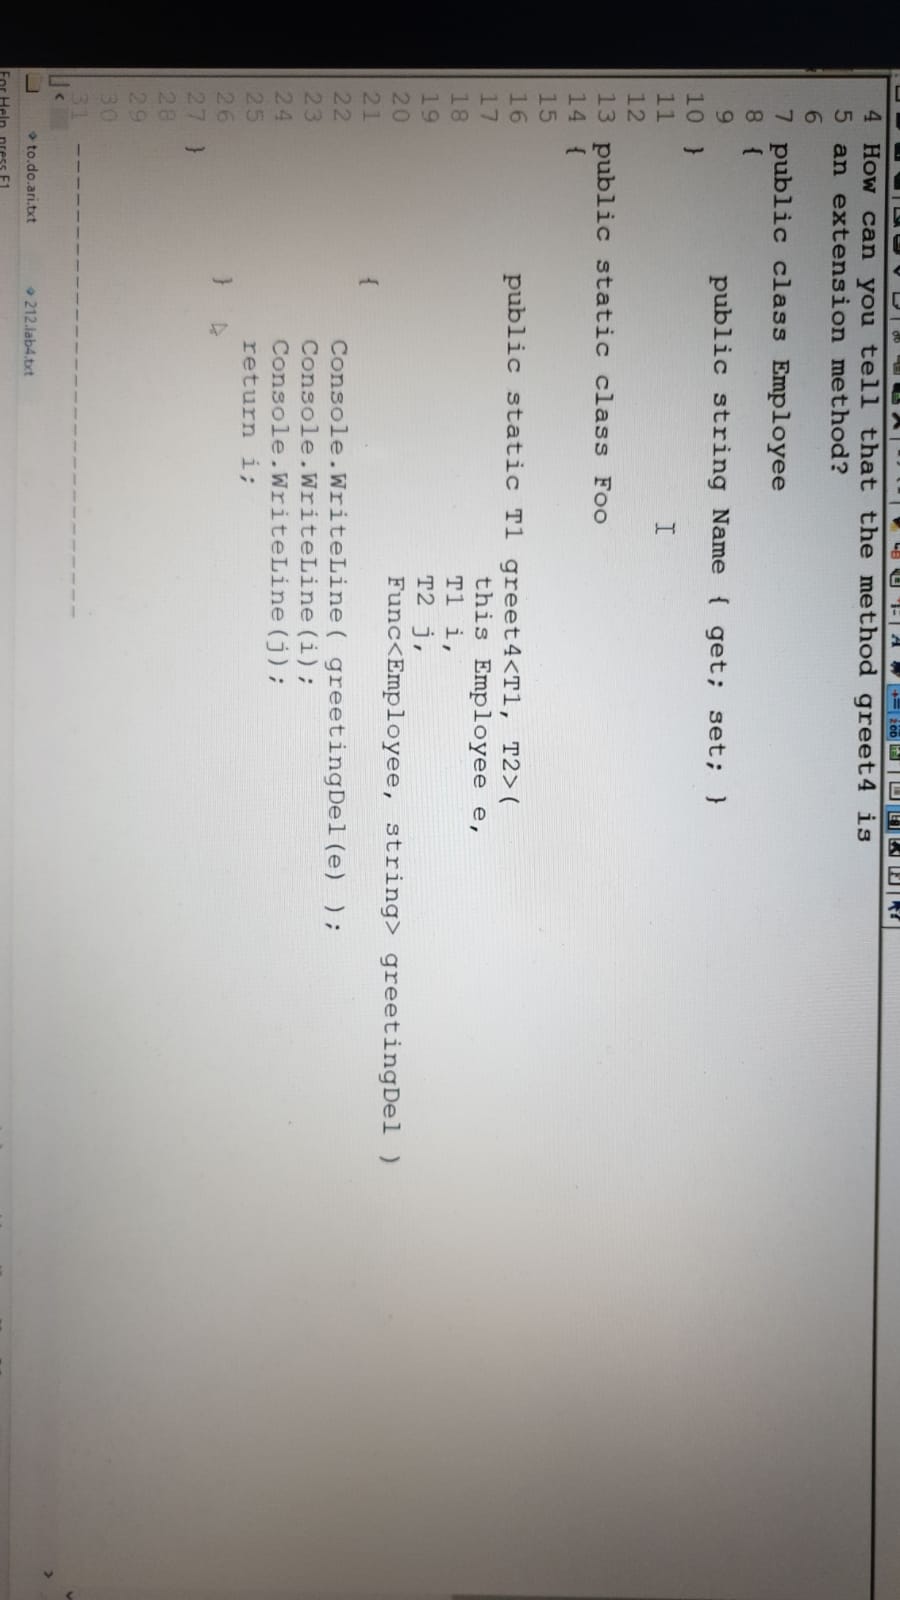 4 How can you tell that the method greet4 is
5 an extension method?
6
7 public class Employee
8 {
9 public string Name { get; set; }
10 }
11
12
13 public static class Foo
14 {
15
16 public static T1 greet4<T1, T2>(
17 this Employee e,
18 T1 i,
19 T2 j,
20 Func<Employee, string> greetingDel )
21 {
22 Console.WriteLine( greetingDel(e) );
23 Console.WriteLine(i);
24 Console.WriteLine(j);
25 return i;
26 }
27 }
28
29
30
31 ------------------------------------
to.do.ari.txt 212.lab4.txt
For Help, press F1